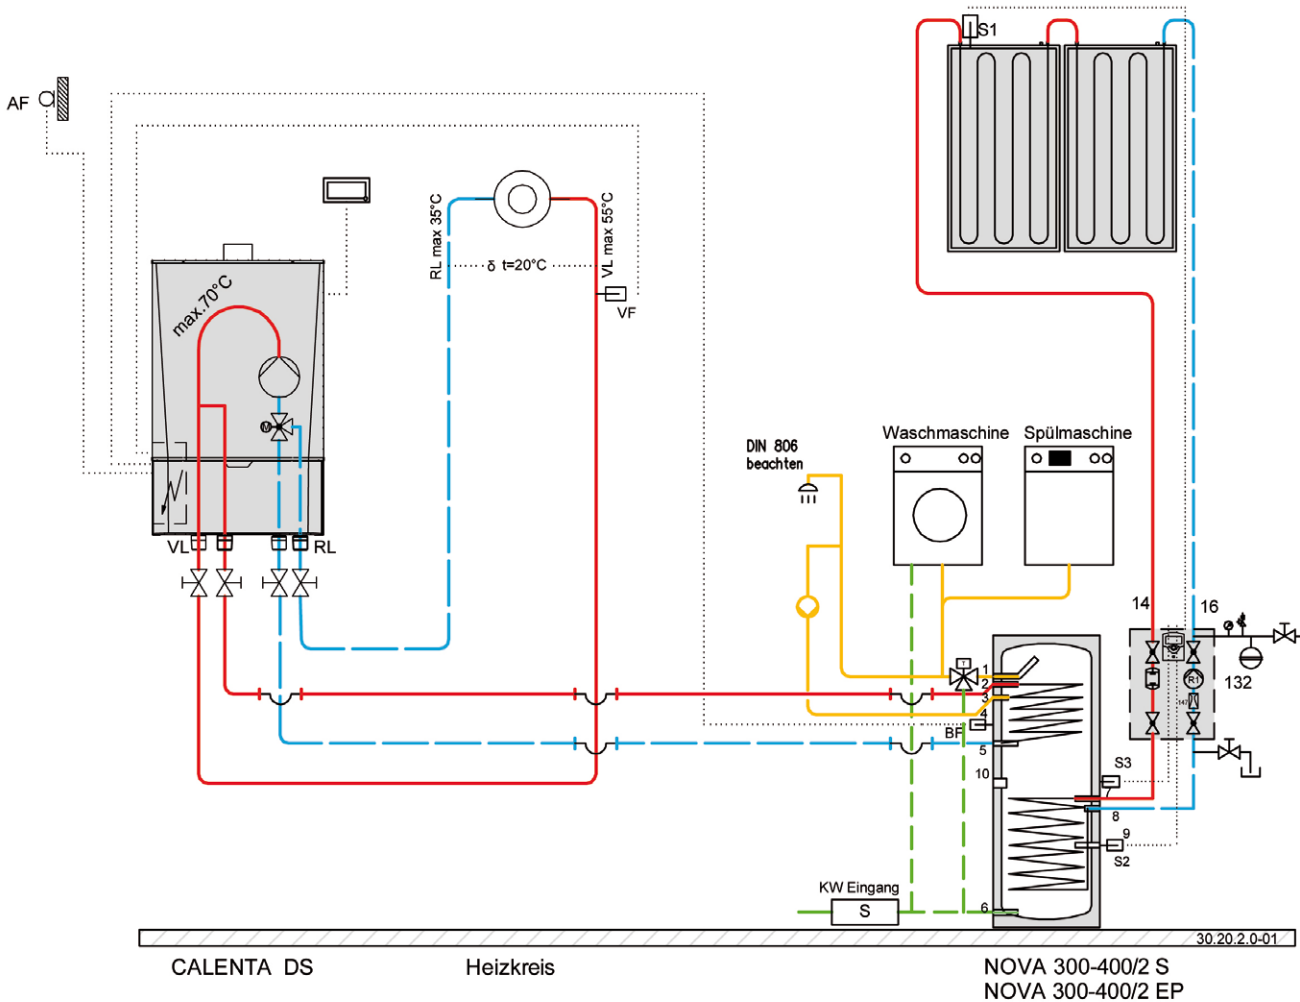 S1
AF
max.70°C
RL max 35°C
δ t=20°C
VL max 55°C
VF
M
VL
RL
DIN 806
beachten
Waschmaschine
Spülmaschine
14
16
132
R1
147
T
1
2
3
4
BF
5
10
S3
8
9
S2
6
KW Eingang
S
30.20.2.0-01
CALENTA DS
Heizkreis
NOVA 300-400/2 S
NOVA 300-400/2 EP